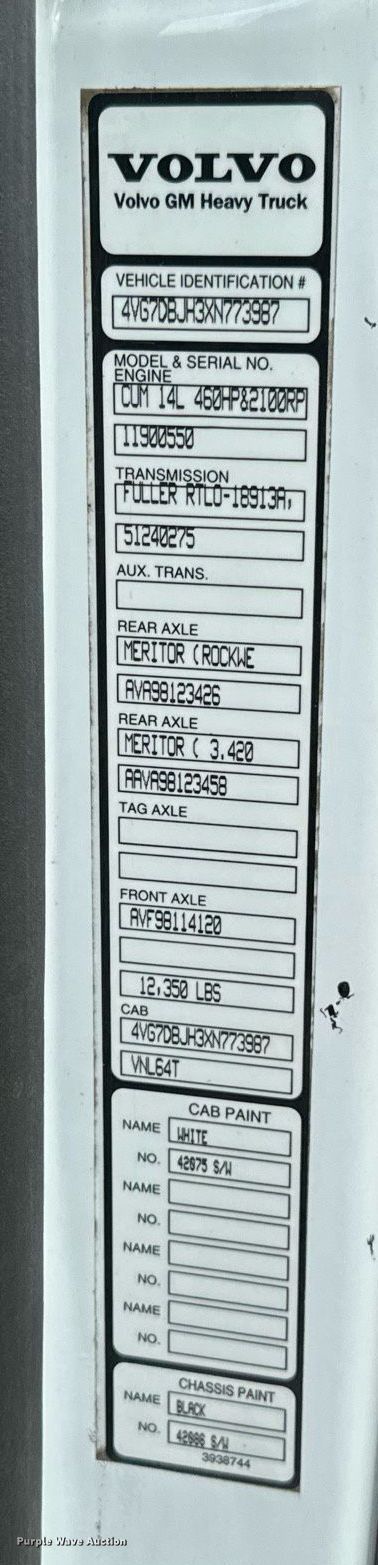 VOLVO
Volvo GM Heavy Truck
VEHICLE IDENTIFICATION #
4VG7DBJH3XN773987
MODEL & SERIAL NO.
ENGINE
CUM 14L 460HP&2100RP
11900550
TRANSMISSION
FULLER RTLO-18913A,
51240275
AUX. TRANS.
REAR AXLE
MERITOR (ROCKWE
AVA98123426
REAR AXLE
MERITOR ( 3.420
AAVA98123458
TAG AXLE
FRONT AXLE
AVF98114120
12,350 LBS
CAB
4VG7DBJH3XN773987
VNL64T
CAB PAINT
NAME WHITE
NO. 42075 S/W
NAME
NO.
NAME
NO.
NAME
NO.
CHASSIS PAINT
NAME BLACK
NO. 42006 S/W
3938744
Purple Wave Auction